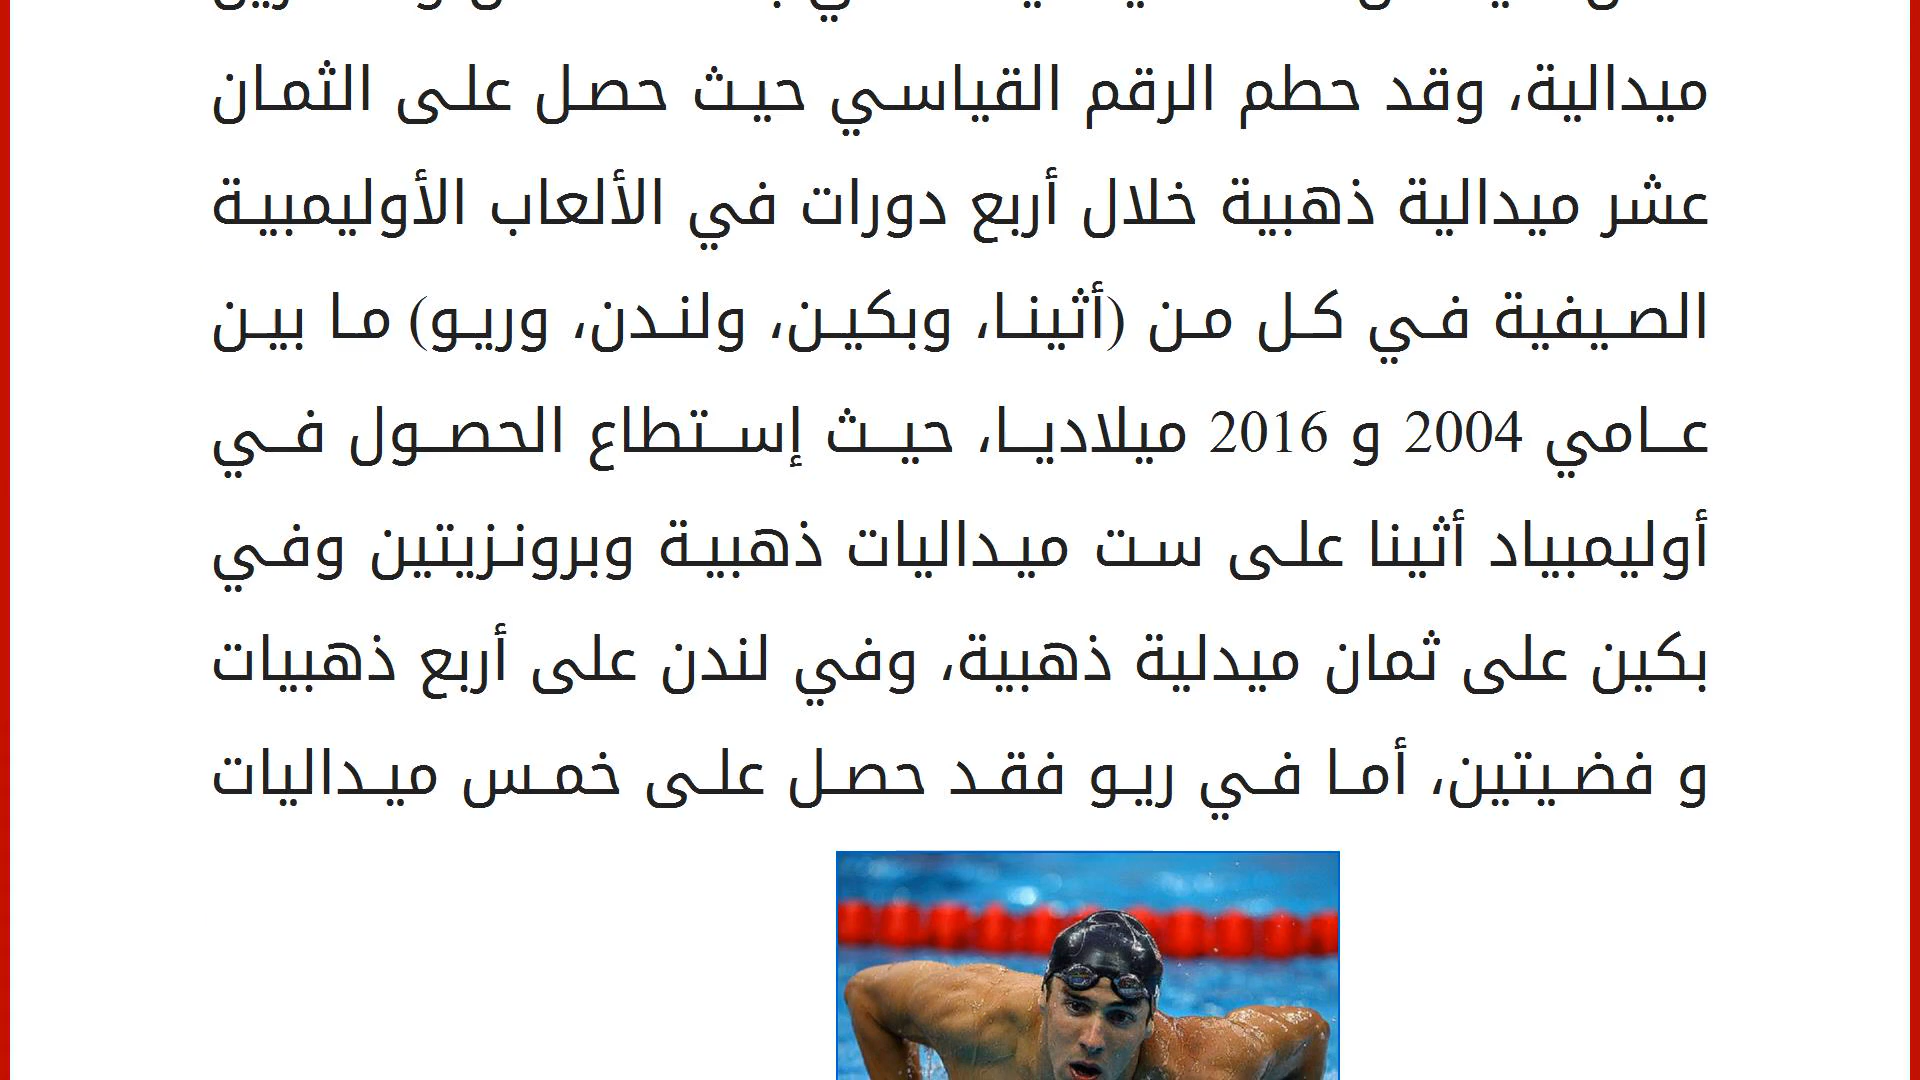 ميدالية، وقد حطم الرقم القياسي حيث حصل على الثمان
عشر ميدالية ذهبية خلال أربع دورات في الألعاب الأوليمبية
الصيفية في كل من (أثينا، وبكين، ولندن، وريو) ما بين
عامي 2004 و 2016 ميلاديا، حيث إستطاع الحصول في
أوليمبياد أثينا على ست ميداليات ذهبية وبرونزيتين وفي
بكين على ثمان ميدلية ذهبية، وفي لندن على أربع ذهبيات
و فضيتين، أما في ريو فقد حصل على خمس ميداليات